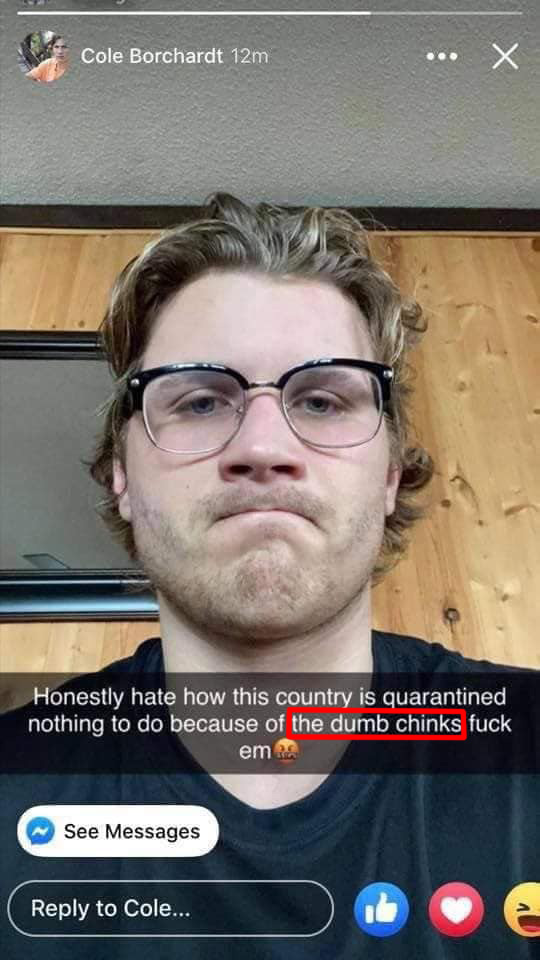 Cole Borchardt 12m
Honestly hate how this country is quarantined
nothing to do because of the dumb chinks fuck
em
See Messages
Reply to Cole...